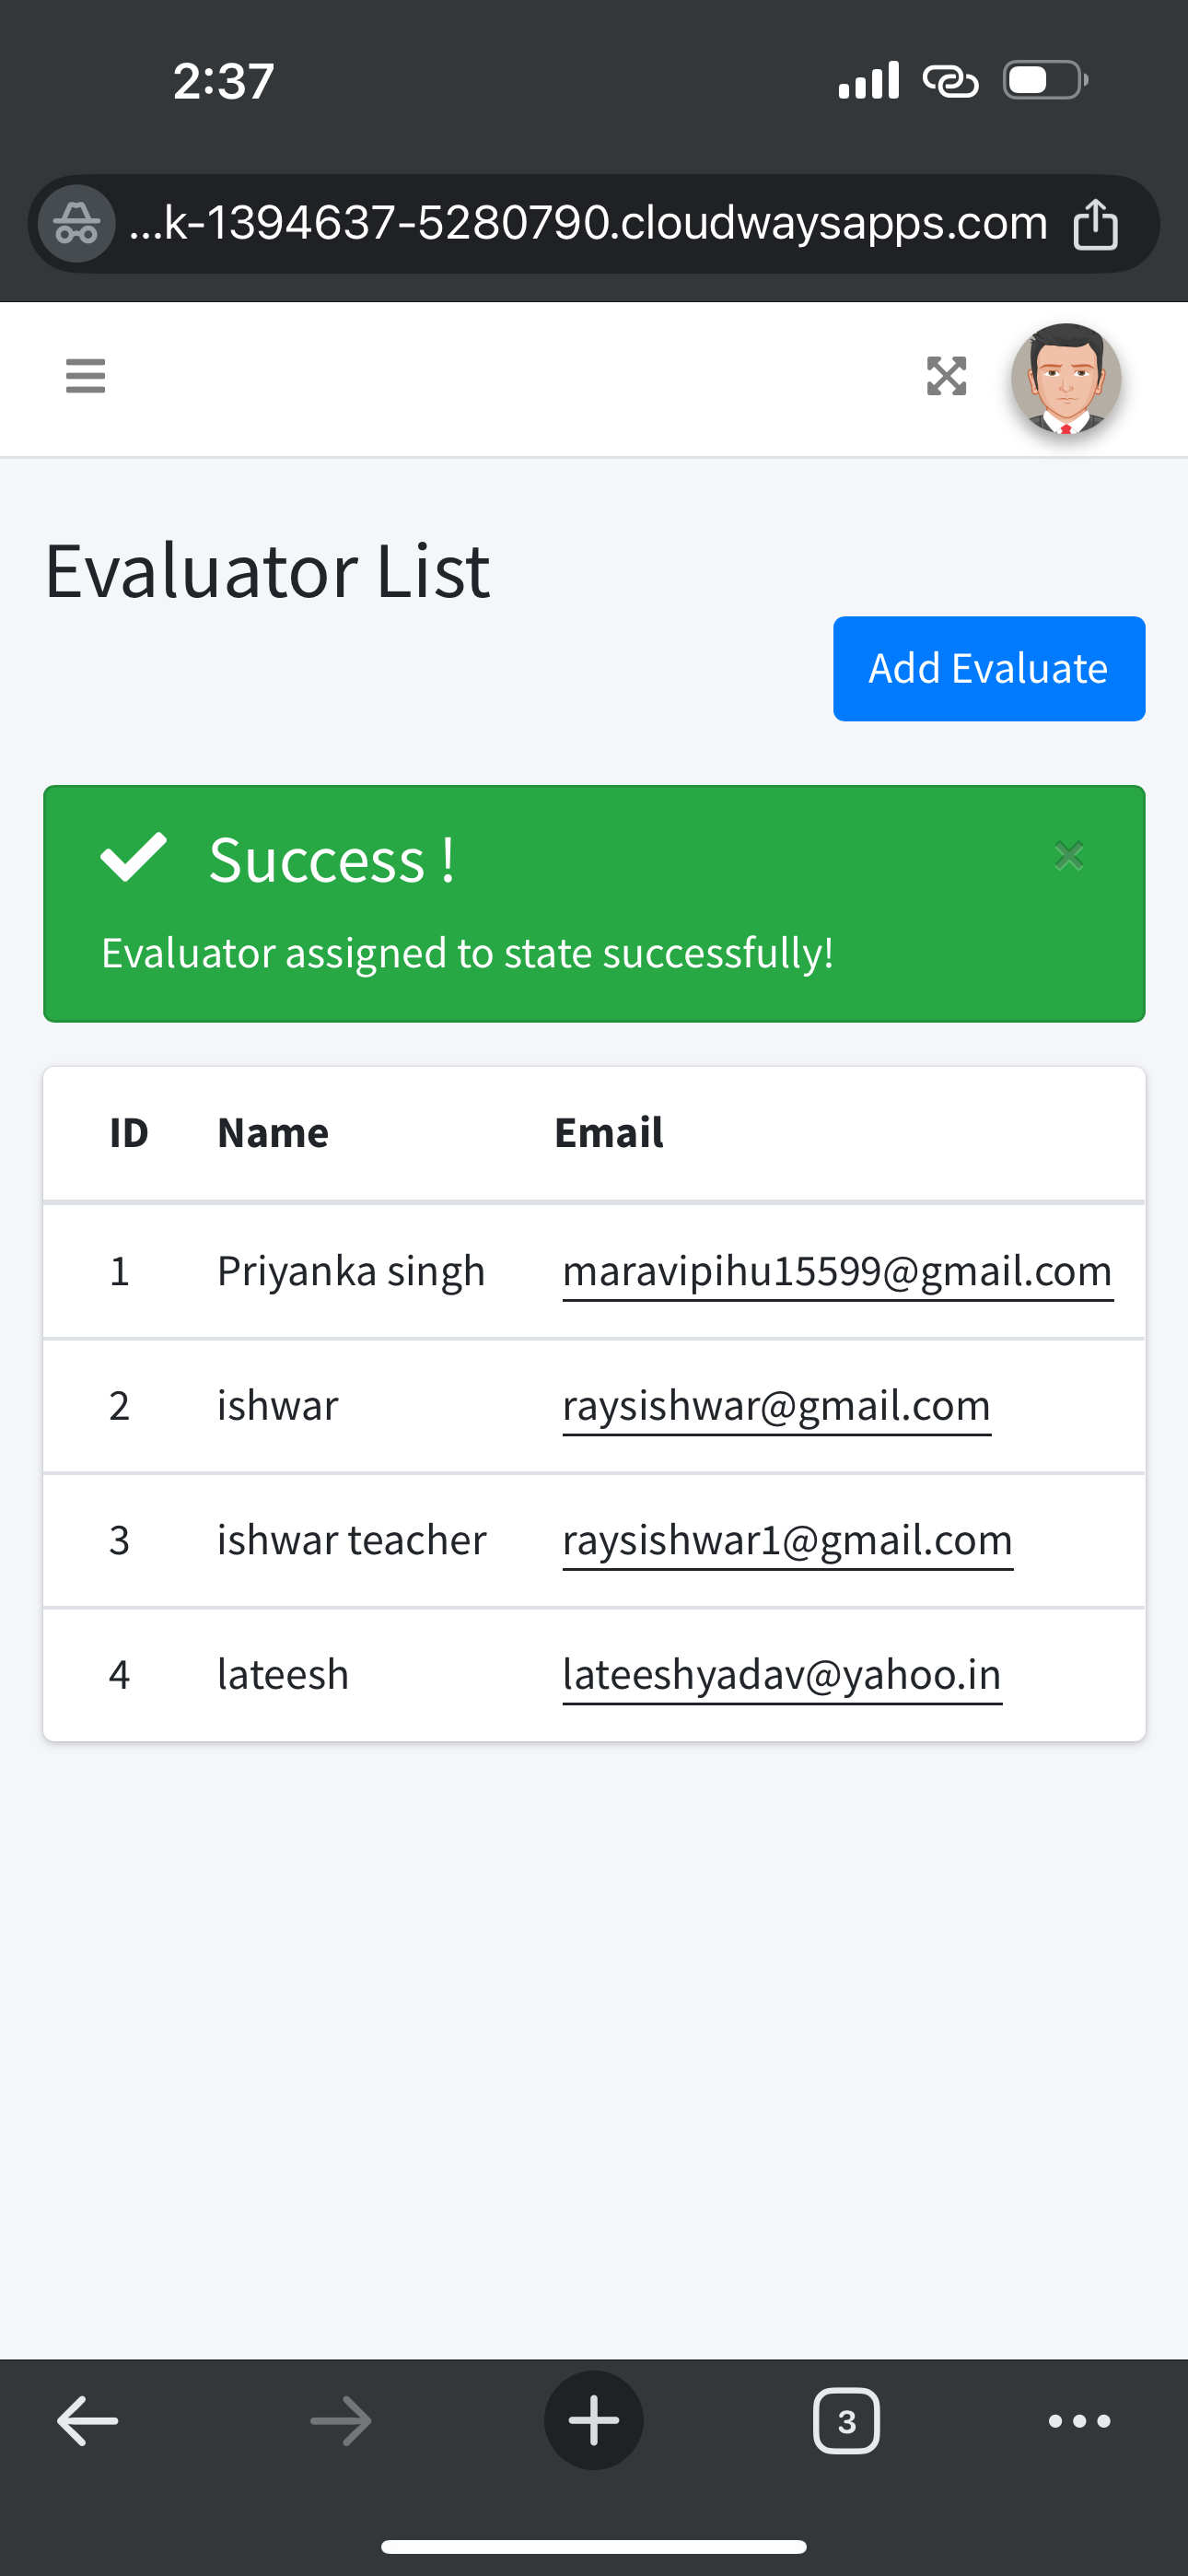 2:37
...k-1394637-5280790.cloudwaysapps.com
Evaluator List
Add Evaluate
Success !
Evaluator assigned to state successfully!
ID Name Email
1 Priyanka singh maravipihu15599@gmail.com
2 ishwar raysishwar@gmail.com
3 ishwar teacher raysishwar1@gmail.com
4 lateesh lateeshyadav@yahoo.in
3